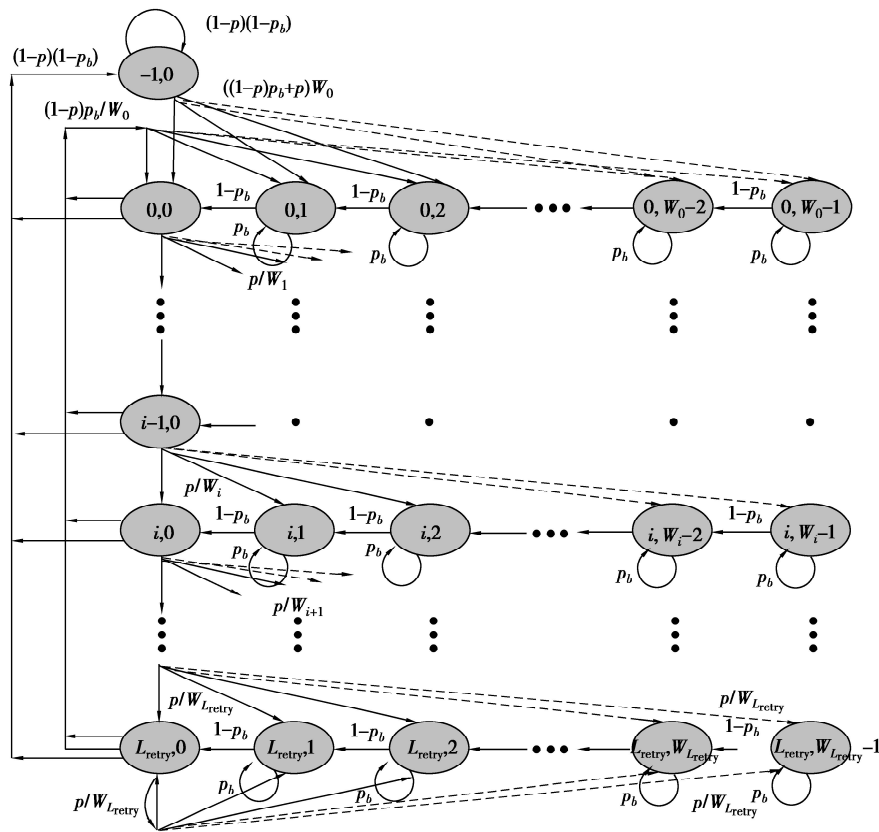 (1-p)(1-p_b)
(1-p)(1-p_b)
-1,0
((1-p)p_b+p)W_0
(1-p)p_b/W_0
0,0
1-p_b
0,1
1-p_b
0,2
•••
0, W_0-2
1-p_b
0, W_0-1
p_b
p_b
p_h
p_b
p/W_1
i-1,0
p/W_i
i,0
1-p_b
i,1
1-p_b
i,2
•••
i, W_i-2
1-p_b
i, W_i-1
p_b
p_b
p_b
p_b
p/W_{i+1}
p/W_{L_retry}
p/W_{L_retry}
L_retry,0
1-p_b
L_retry,1
1-p_b
L_retry,2
•••
L_retry,W_{L_retry}
1-p_h
L_retry,W_{L_retry}-1
p/W_{L_retry}
p_h
p_b
p_b
p/W_{L_retry}
p_b